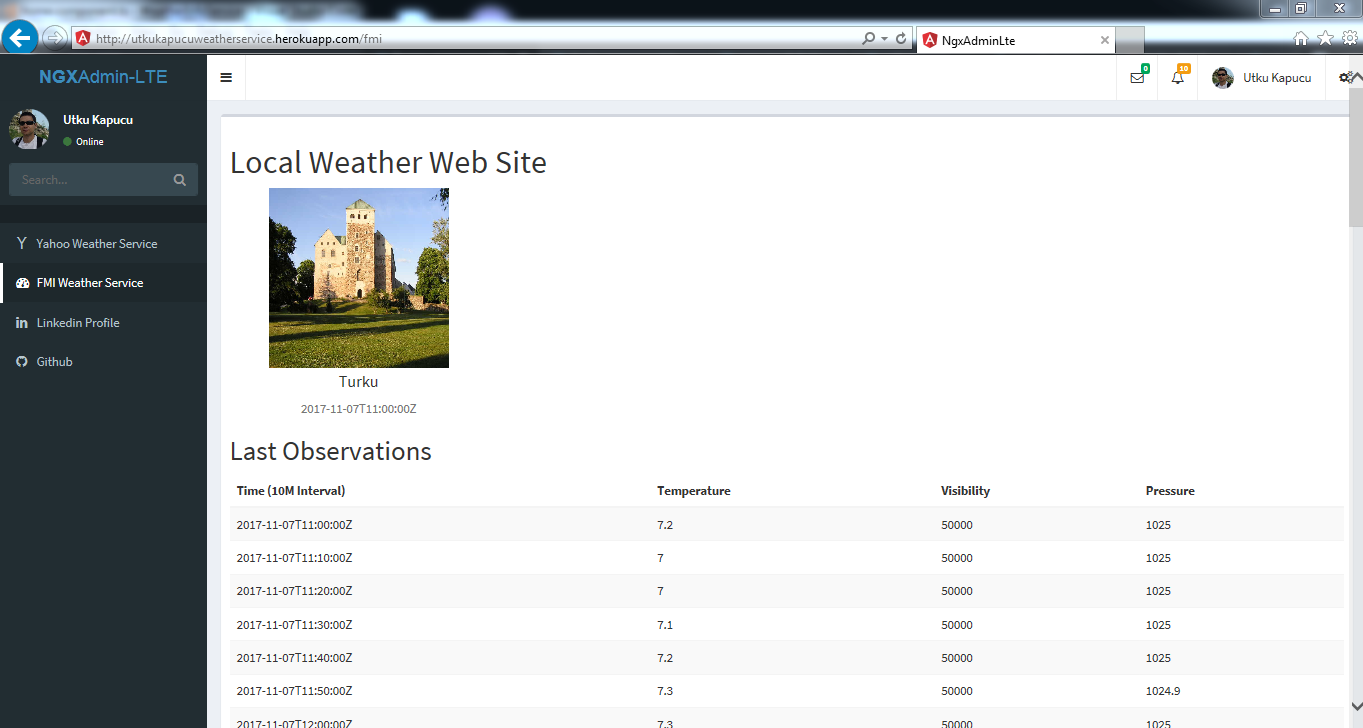 http://utkukapucuweatherservice.herokuapp.com/fmi
NgxAdminLte
NGXAdmin-LTE
0
10
Utku Kapucu
Utku Kapucu
Online
Search...
Yahoo Weather Service
FMI Weather Service
Linkedin Profile
Github
Local Weather Web Site
Turku
2017-11-07T11:00:00Z
Last Observations
Time (10M Interval) Temperature Visibility Pressure
2017-11-07T11:00:00Z 7.2 50000 1025
2017-11-07T11:10:00Z 7 50000 1025
2017-11-07T11:20:00Z 7 50000 1025
2017-11-07T11:30:00Z 7.1 50000 1025
2017-11-07T11:40:00Z 7.2 50000 1025
2017-11-07T11:50:00Z 7.3 50000 1024.9
2017-11-07T12:00:00Z 7.3 50000 1025